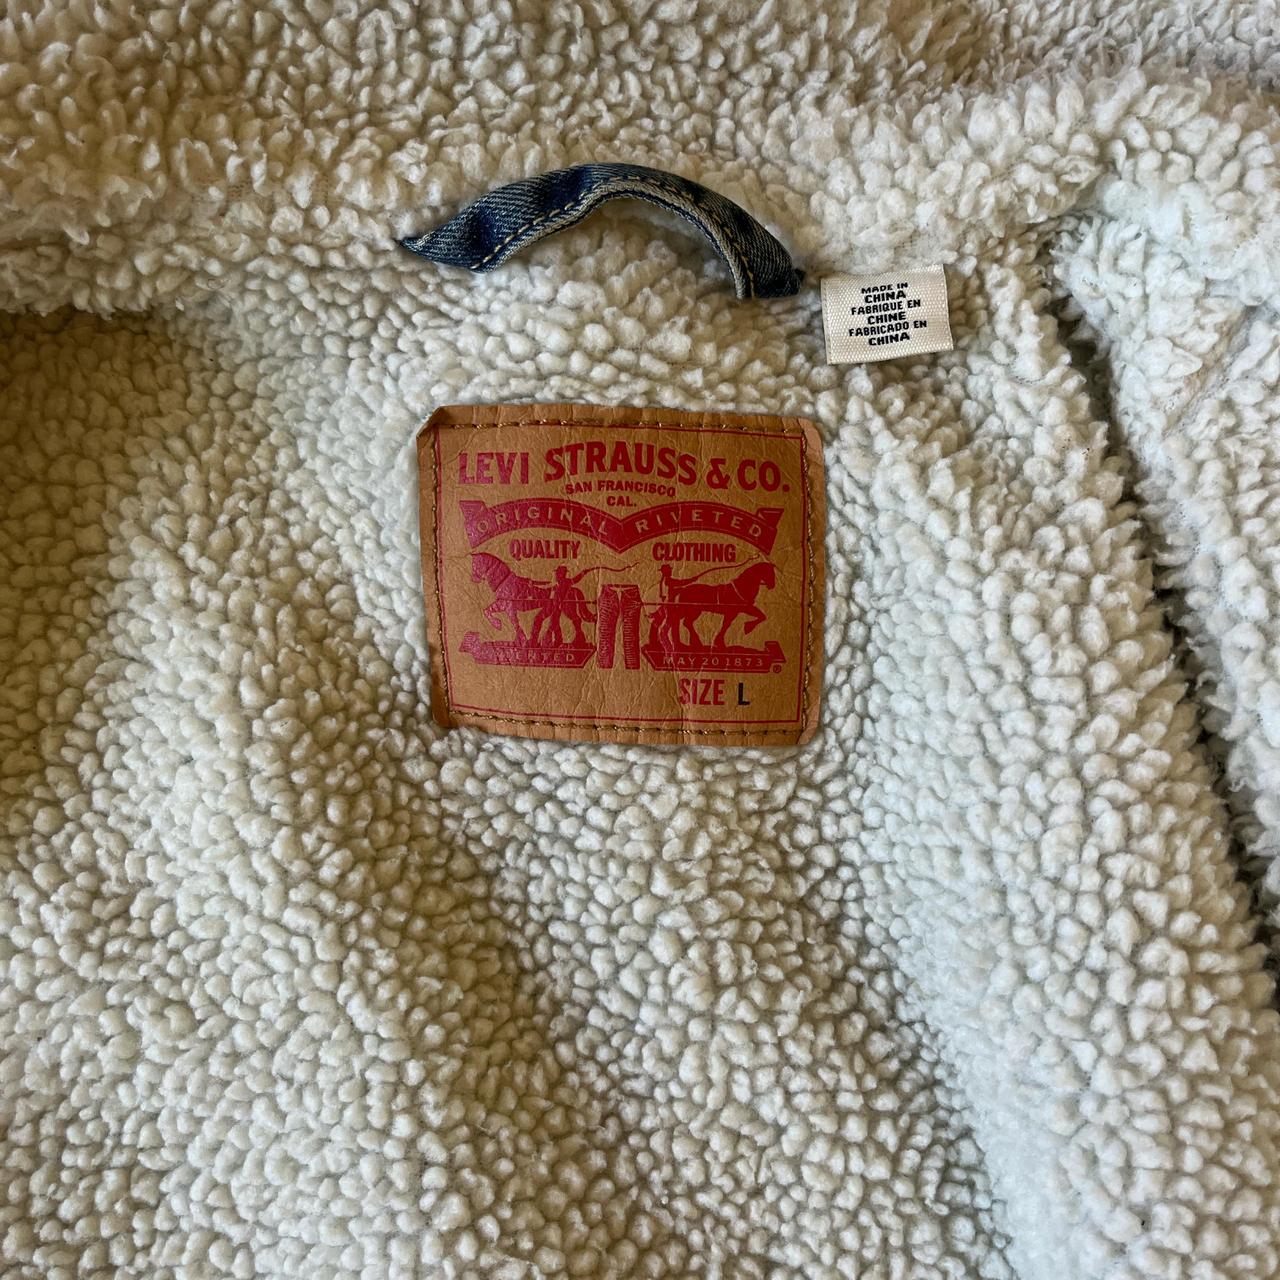 MADE IN
CHINA
FABRIQUE EN
CHINE
FABRICADO EN
CHINA
LEVI STRAUSS & CO.
SAN FRANCISCO
CAL.
ORIGINAL RIVETED
QUALITY CLOTHING
MAY 20 1873 ®
SIZE L